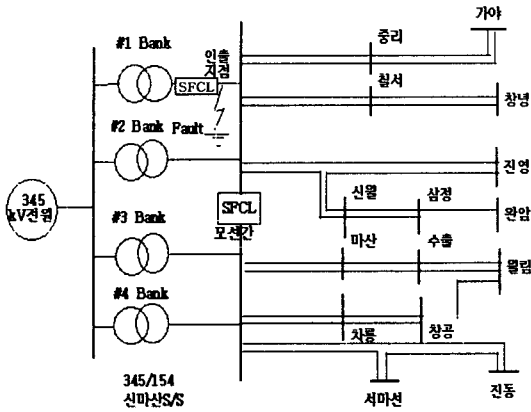 가야
#1 Bank
인출
지점
중리
SFCL
칠서
창녕
#2 Bank
Fault
진영
345
kV전원
SFCL
모선간
신월
삼정
완암
#3 Bank
마산
수출
#4 Bank
차룡
창공
345/154
신마산S/S
서마산
진동